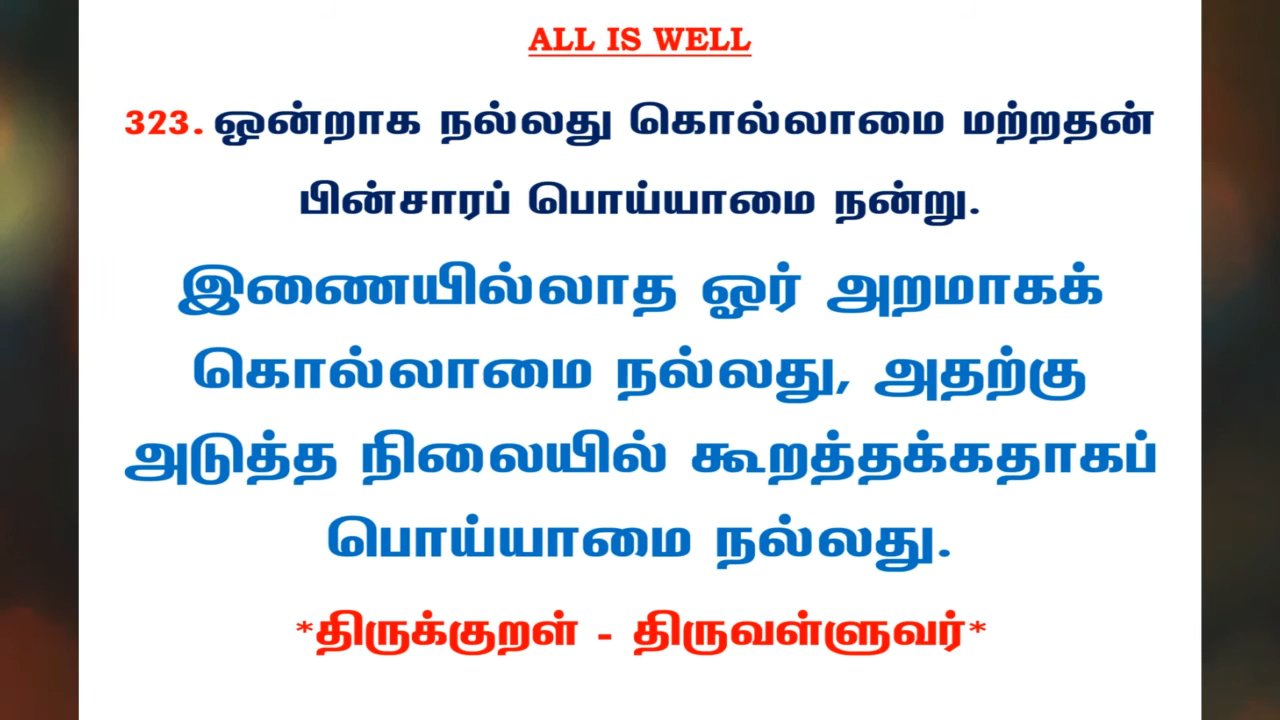 ALL IS WELL
323. ஒன்றாக நல்லது கொல்லாமை மற்றதன்
பின்சாரப் பொய்யாமை நன்று.
இணையில்லாத ஓர் அறமாகக்
கொல்லாமை நல்லது, அதற்கு
அடுத்த நிலையில் கூறத்தக்கதாகப்
பொய்யாமை நல்லது.
*திருக்குறள் - திருவள்ளுவர்*